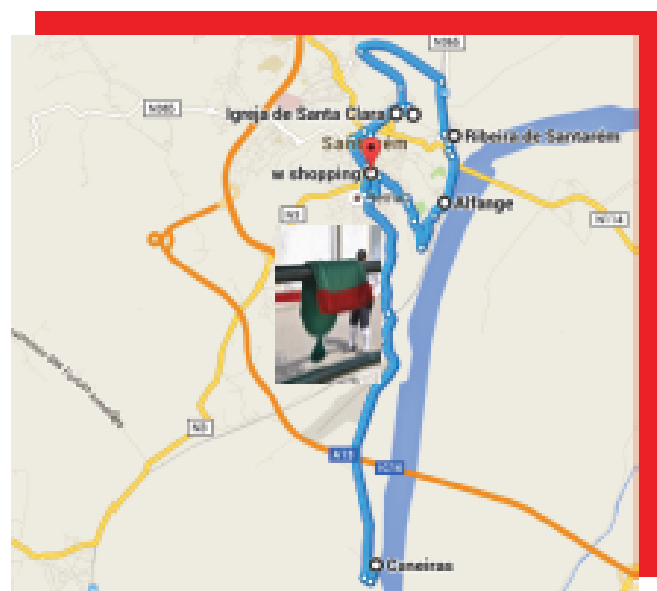 N365
Igreja de Santa Clara
Santarém
Ribeira de Santarém
w shopping
Alfange
N3
N114
N3
A13
IC10
Caneiras